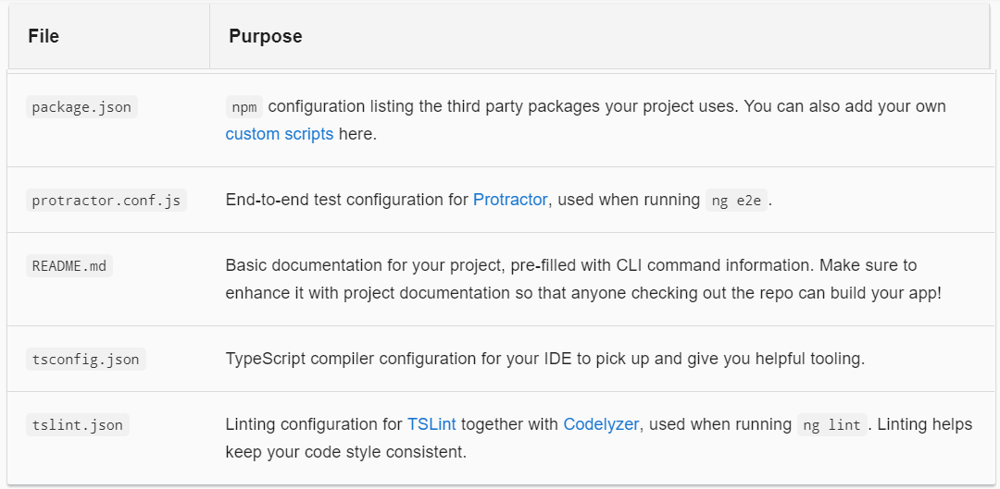 File Purpose
package.json npm configuration listing the third party packages your project uses. You can also add your own
custom scripts here.
protractor.conf.js End-to-end test configuration for Protractor, used when running ng e2e .
README.md Basic documentation for your project, pre-filled with CLI command information. Make sure to
enhance it with project documentation so that anyone checking out the repo can build your app!
tsconfig.json TypeScript compiler configuration for your IDE to pick up and give you helpful tooling.
tslint.json Linting configuration for TSLint together with Codelyzer, used when running ng lint . Linting helps
keep your code style consistent.